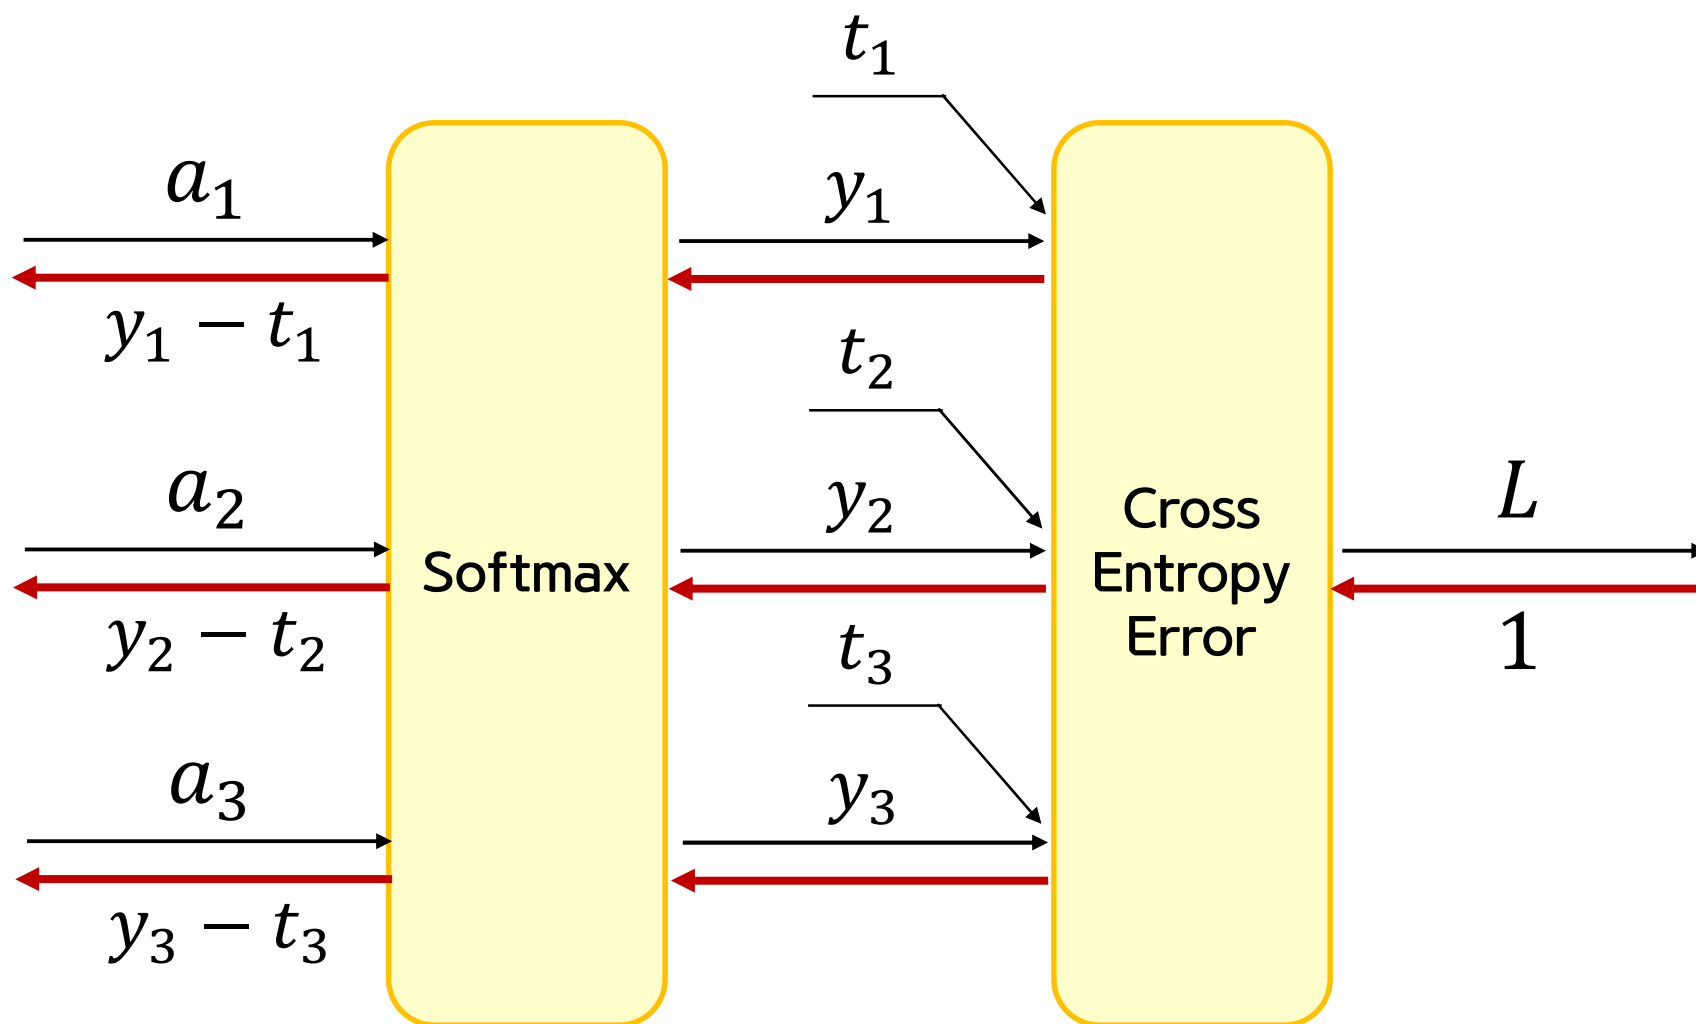 t₁
a₁
y₁
y₁ − t₁
t₂
a₂
y₂
L
Cross
Entropy
Error
Softmax
1
y₂ − t₂
t₃
a₃
y₃
y₃ − t₃